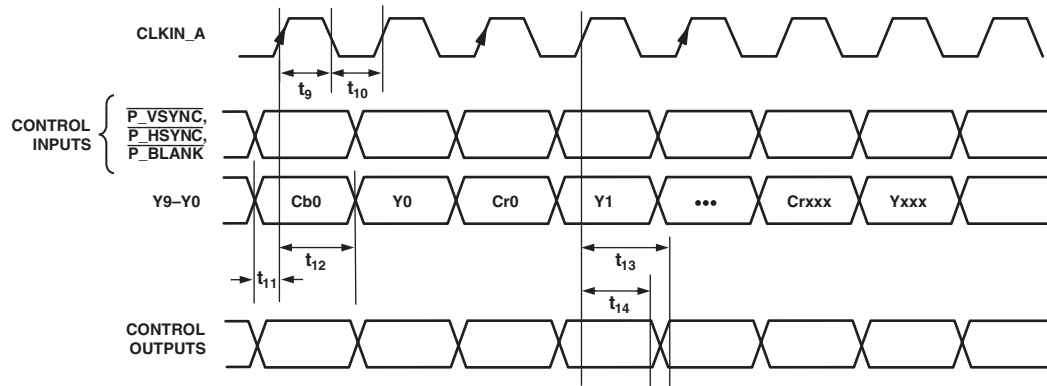 CLKIN_A
t9
t10
CONTROL INPUTS
P_VSYNC,
P_HSYNC,
P_BLANK
Y9–Y0
Cb0
Y0
Cr0
Y1
•••
Crxxx
Yxxx
t11
t12
t13
t14
CONTROL OUTPUTS